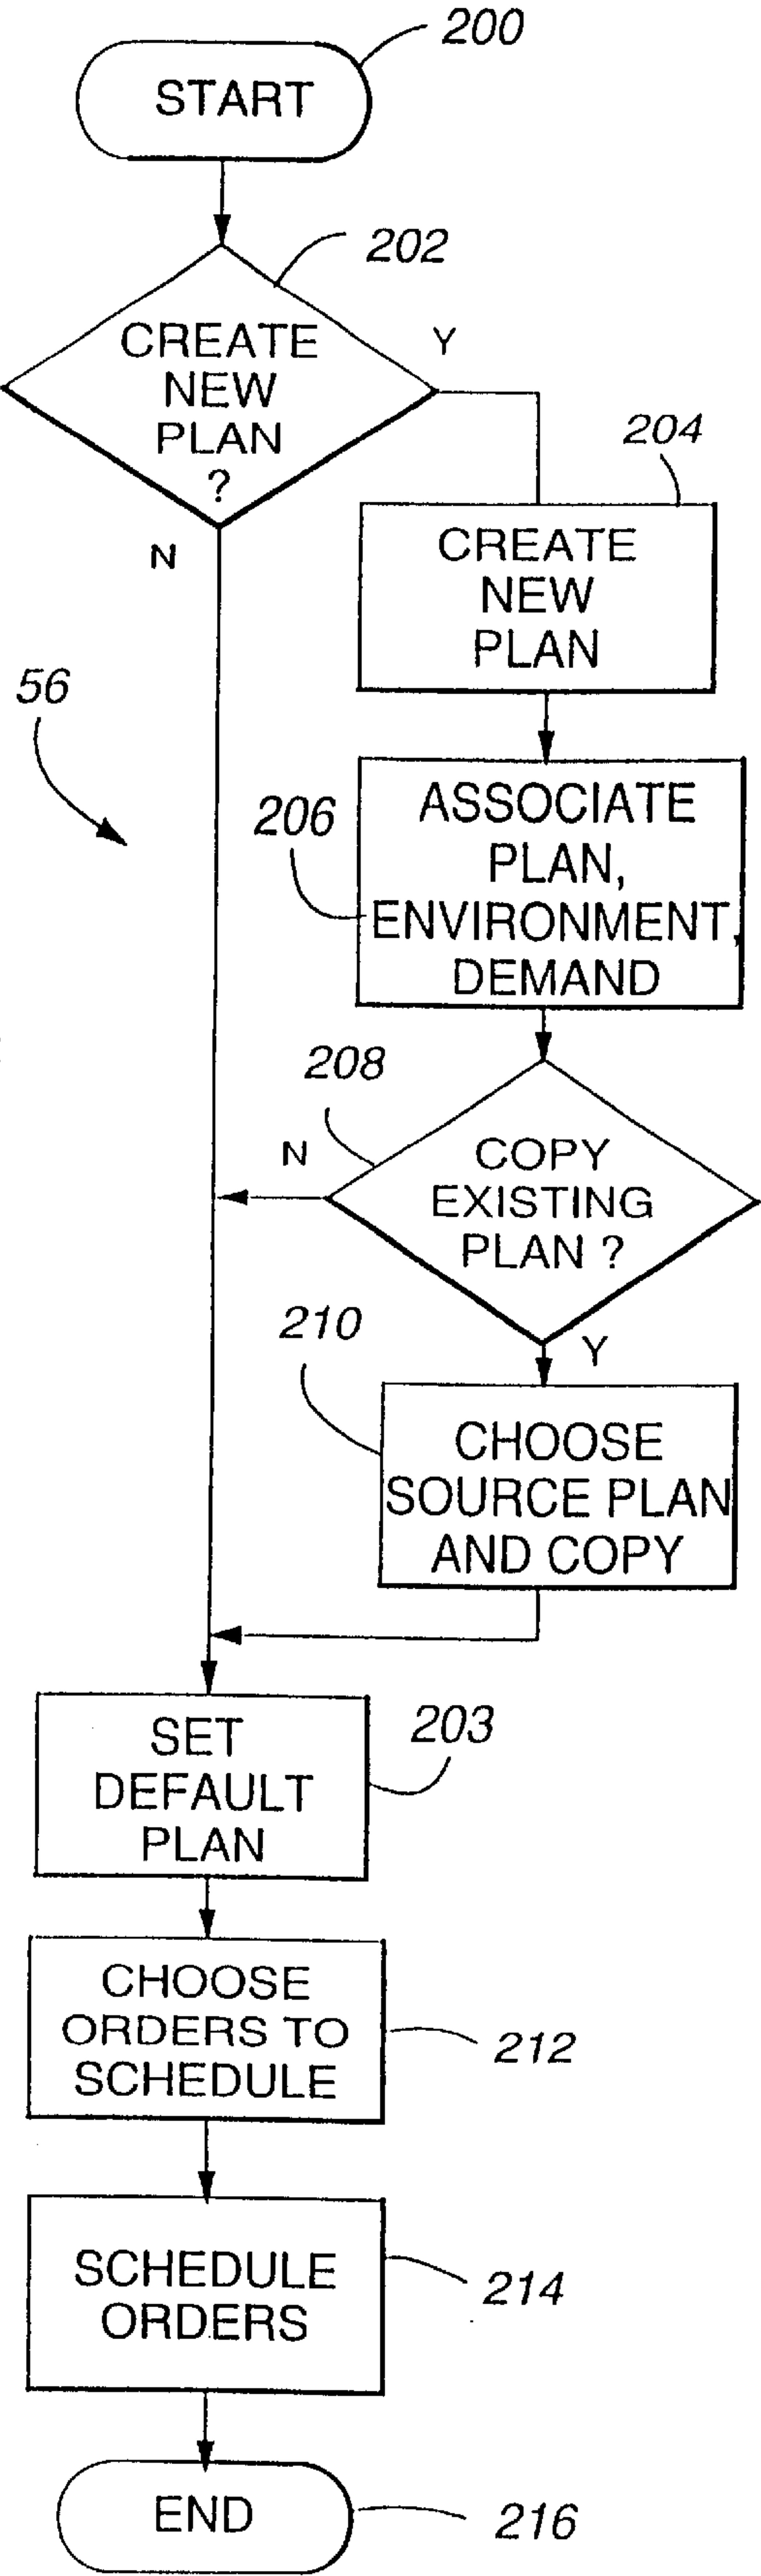 200
START
202
CREATE
NEW
PLAN
?
Y
N
204
CREATE
NEW
PLAN
56
206
ASSOCIATE
PLAN,
ENVIRONMENT,
DEMAND
208
N
COPY
EXISTING
PLAN ?
Y
210
CHOOSE
SOURCE PLAN
AND COPY
203
SET
DEFAULT
PLAN
CHOOSE
ORDERS TO
SCHEDULE
212
SCHEDULE
ORDERS
214
END
216